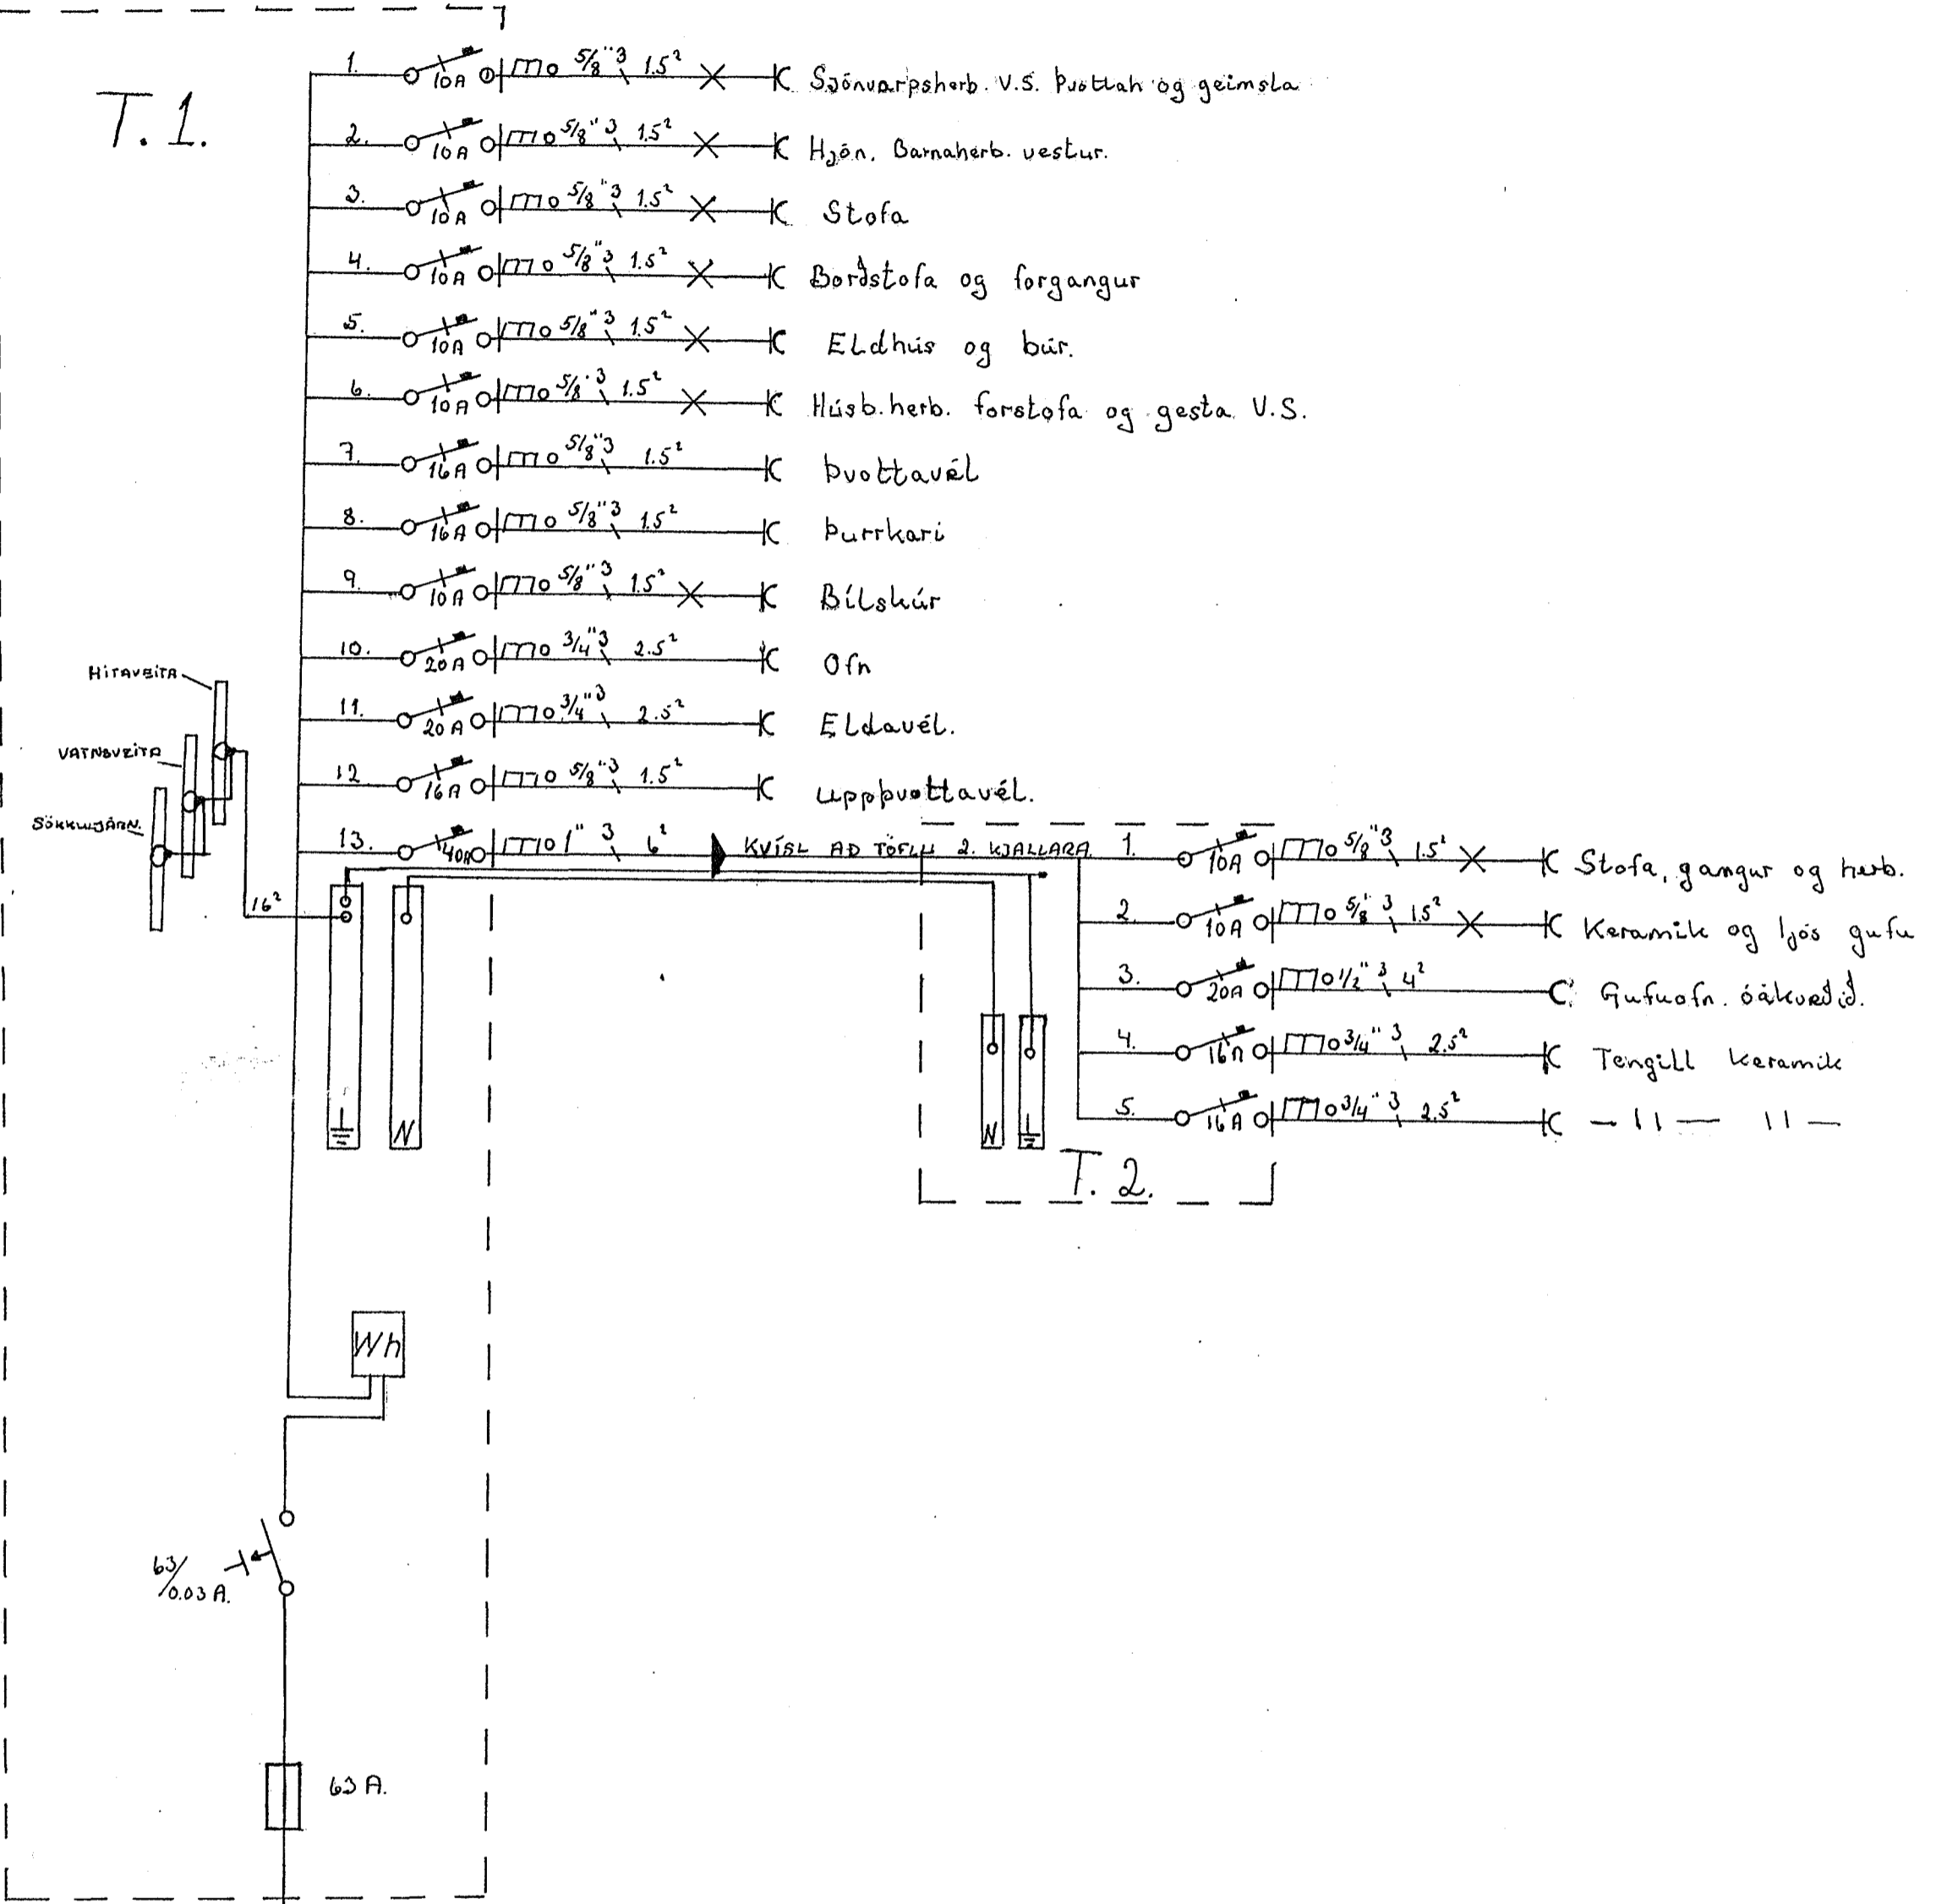 T.1.
1. 10A 5/8" 3 1.5² Sjónvarpsherb. V.S. Þvottah og geimsla
2. 10A 5/8" 3 1.5² Hjón. Barnaherb. vestur.
3. 10A 5/8" 3 1.5² Stofa
4. 10A 5/8" 3 1.5² Borðstofa og forgangur
5. 10A 5/8" 3 1.5² Eldhús og búr.
6. 10A 5/8" 3 1.5² Húsb.herb. forstofa og gesta V.S.
7. 16A 5/8" 3 1.5² Þvottavél
8. 16A 5/8" 3 1.5² Þurrkari
9. 10A 5/8" 3 1.5² Bílskúr
10. 20A 3/4" 3 2.5² Ofn
11. 20A 3/4" 3 2.5² Eldavél.
12 16A 5/8" 3 1.5² Uppþvottavél.
13. 40A 1" 3 6² KVÍSL AD TÖFLU 2. KJALLARA
HITAVEITA
VATNSVEITA
SÖKKULJÁRN.
16²
N
1. 10A 5/8" 3 1.5² Stofa, gangur og herb.
2. 10A 5/8" 3 1.5² Keramik og ljós gufu
3. 20A 1/2" 3 4² Gufuofn. óákveðið.
4. 16A 3/4" 3 2.5² Tengill keramik
5. 16A 3/4" 3 2.5² — 11 — 11 —
N
T. 2.
Wh
63/
0.03 A.
63 A.